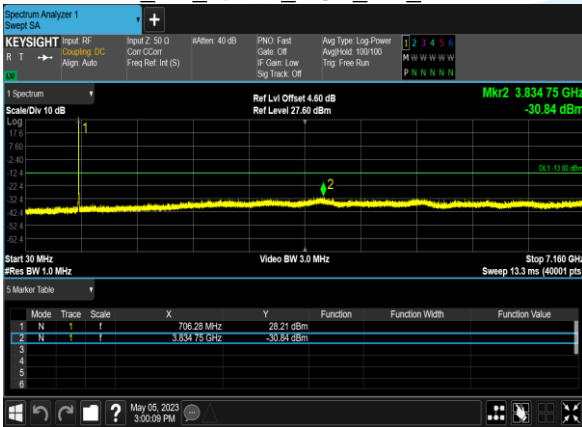 Spectrum Analyzer 1
Swept SA
+
KEYSIGHT Input: RF Input Z: 50 Ω #Atten: 40 dB PNO: Fast Avg Type: Log-Power 1 2 3 4 5 6
R T Coupling: DC Corr CCorr Gate: Off Avg|Hold: 100/100 M W W W W W
Align: Auto Freq Ref: Int (S) IF Gain: Low Trig: Free Run
LU Sig Track: Off P N N N N N
1 Spectrum Ref Lvl Offset 4.60 dB Mkr2 3.834 75 GHz
Scale/Div 10 dB Ref Level 27.60 dBm -30.84 dBm
Log
17.6 1
7.60
-2.40
DL1 -13.00 dBm
-12.4
-22.4 2
-32.4
-42.4
-52.4
-62.4
Start 30 MHz Video BW 3.0 MHz Stop 7.160 GHz
#Res BW 1.0 MHz Sweep 13.3 ms (40001 pts
5 Marker Table
Mode Trace Scale X Y Function Function Width Function Value
1 N 1 f 706.28 MHz 28.21 dBm
2 N 1 f 3.834 75 GHz -30.84 dBm
3
4
5
6
? May 05, 2023
3:00:09 PM